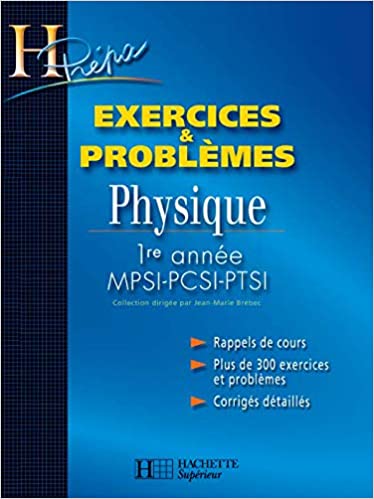 H Prépa
EXERCICES
&
PROBLÈMES
Physique
1re année
MPSI-PCSI-PTSI
Collection dirigée par Jean-Marie Brébec
Rappels de cours
Plus de 300 exercices
et problèmes
Corrigés détaillés
H HACHETTE
Supérieur